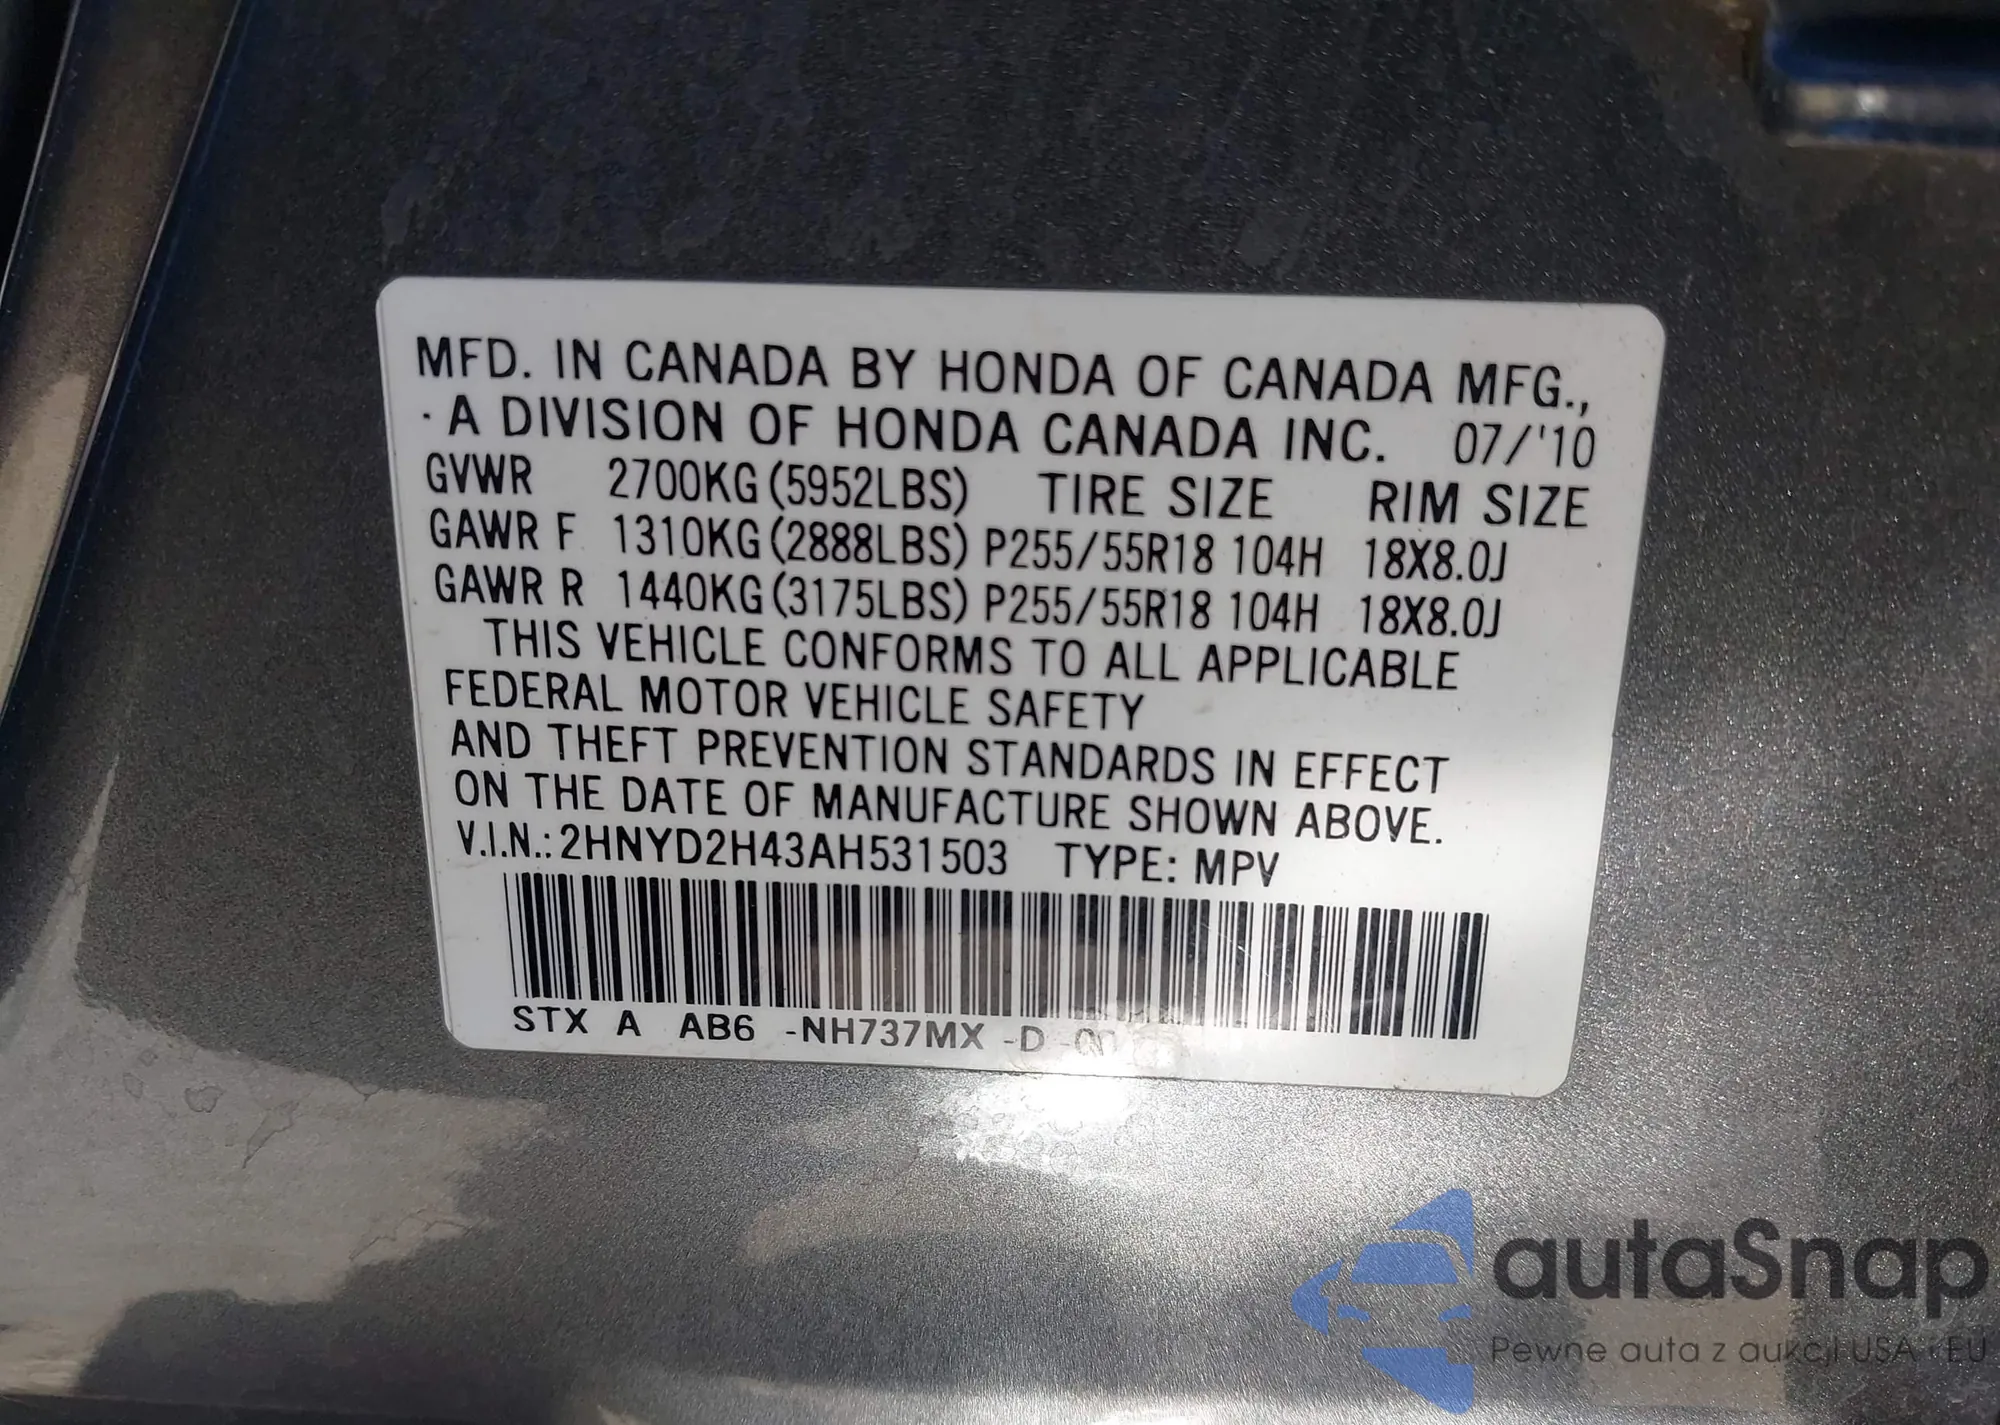 MFD. IN CANADA BY HONDA OF CANADA MFG.,
· A DIVISION OF HONDA CANADA INC. 07/'10
GVWR 2700KG (5952LBS) TIRE SIZE RIM SIZE
GAWR F 1310KG (2888LBS) P255/55R18 104H 18X8.0J
GAWR R 1440KG (3175LBS) P255/55R18 104H 18X8.0J
THIS VEHICLE CONFORMS TO ALL APPLICABLE
FEDERAL MOTOR VEHICLE SAFETY
AND THEFT PREVENTION STANDARDS IN EFFECT
ON THE DATE OF MANUFACTURE SHOWN ABOVE.
V.I.N.: 2HNYD2H43AH531503 TYPE: MPV
STX A AB6 -NH737MX -D
autaSnap
Pewne auta z aukcji USA i EU